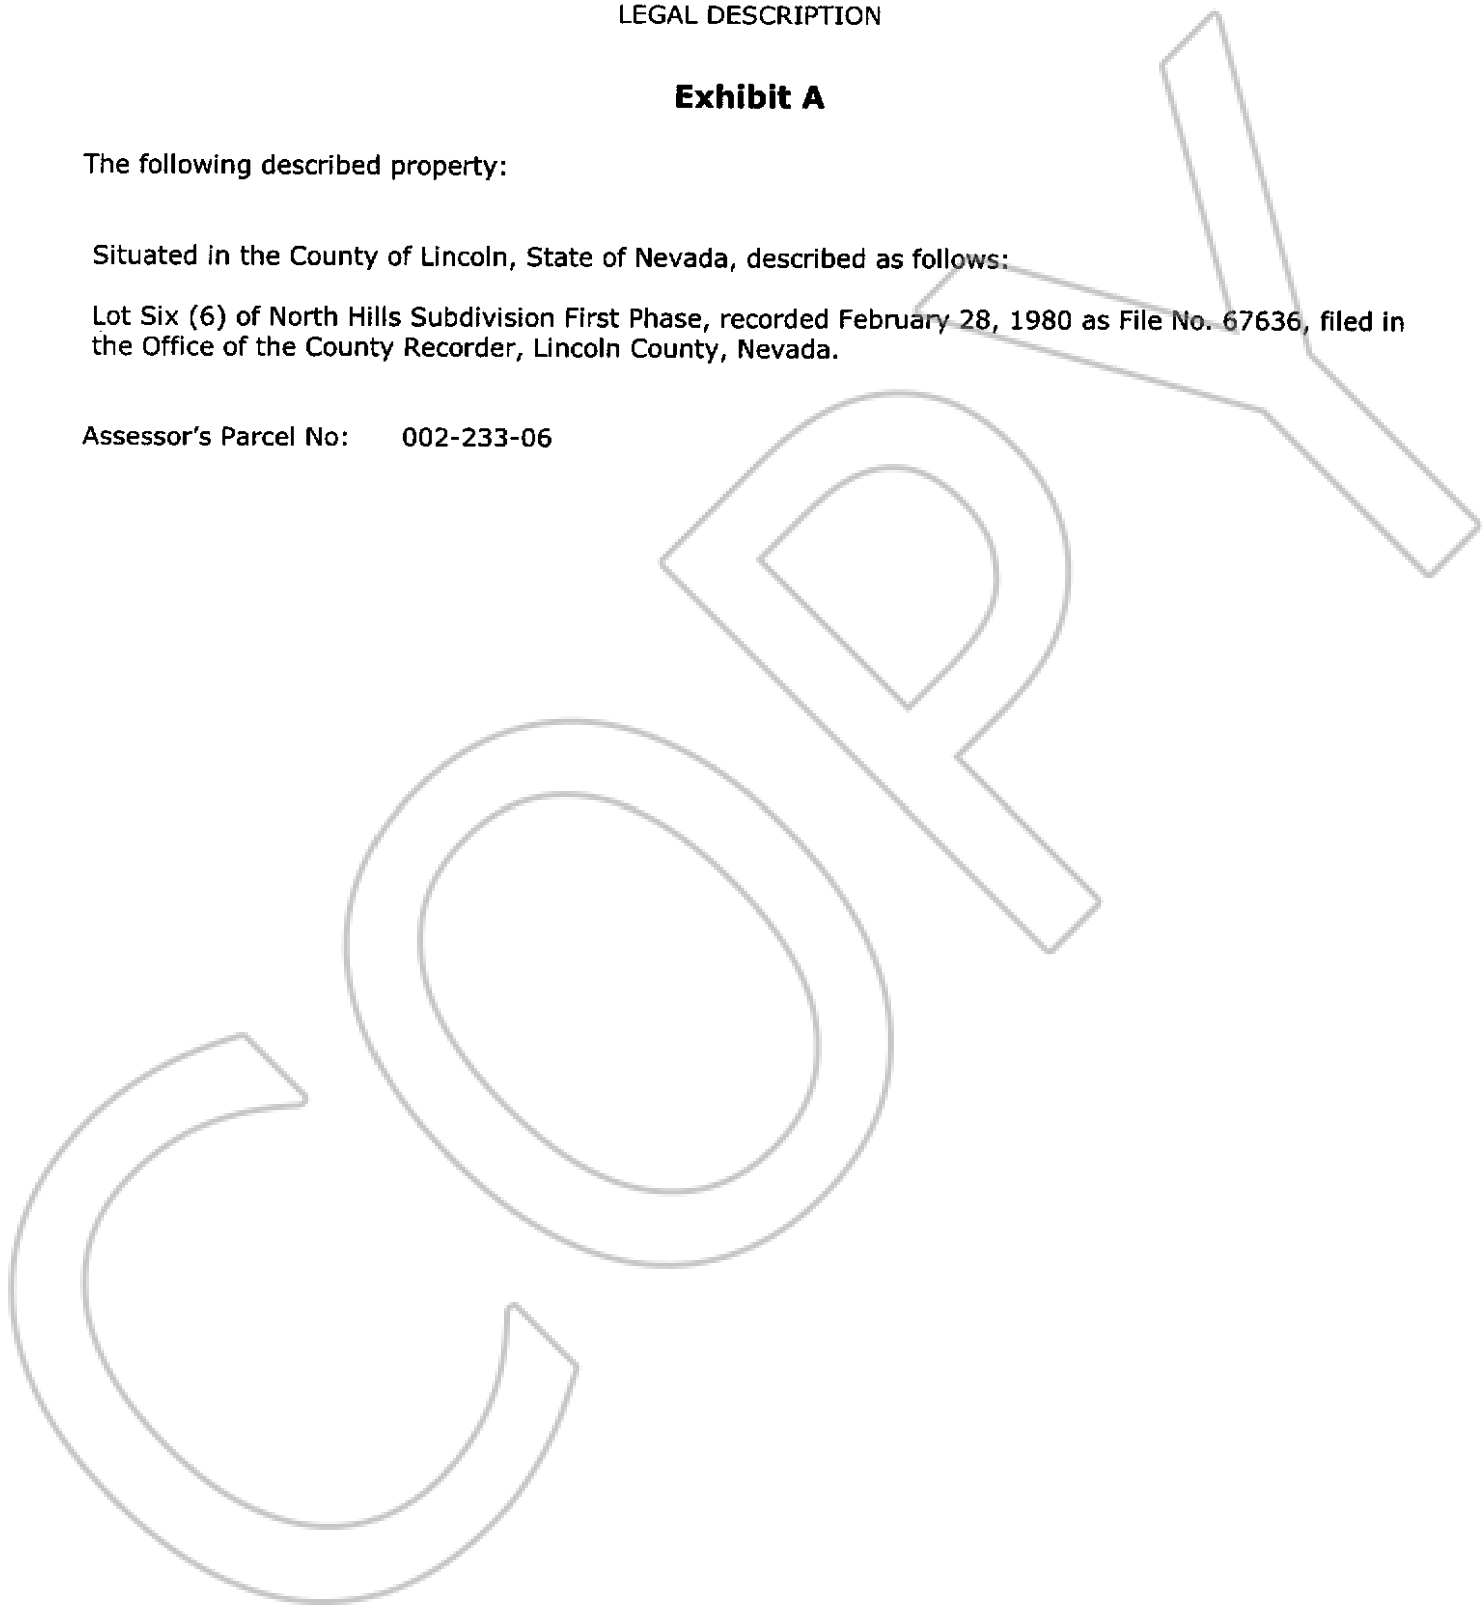 LEGAL DESCRIPTION
Exhibit A
The following described property:
Situated in the County of Lincoln, State of Nevada, described as follows:
Lot Six (6) of North Hills Subdivision First Phase, recorded February 28, 1980 as File No. 67636, filed in
the Office of the County Recorder, Lincoln County, Nevada.
Assessor's Parcel No: 002-233-06
COPY